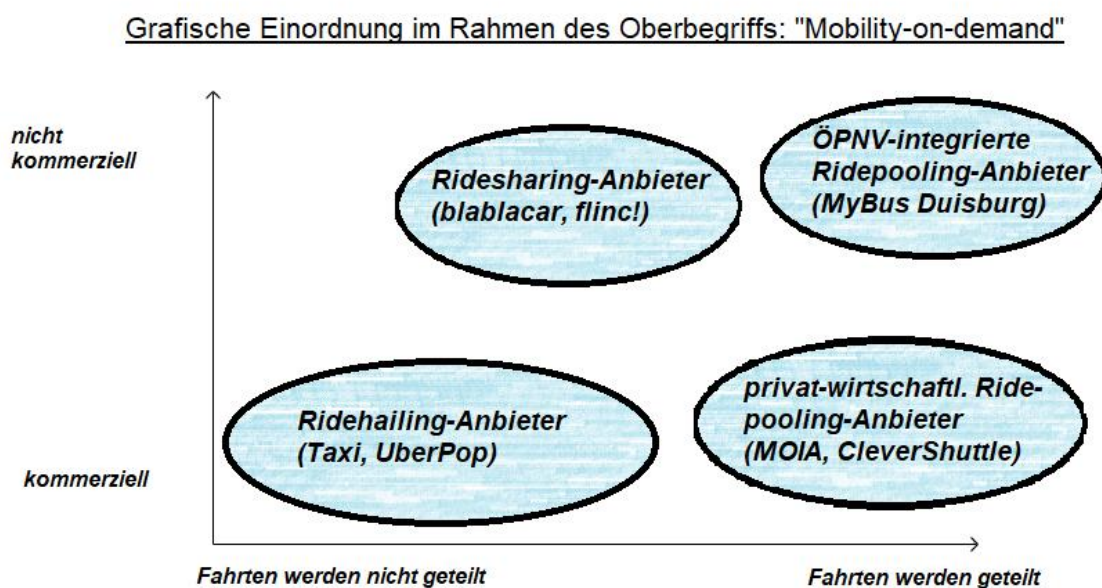 Grafische Einordnung im Rahmen des Oberbegriffs: "Mobility-on-demand"
nicht
kommerziell
Ridesharing-Anbieter
(blablacar, flinc!)
ÖPNV-integrierte
Ridepooling-Anbieter
(MyBus Duisburg)
Ridehailing-Anbieter
(Taxi, UberPop)
privat-wirtschaftl. Ride-
pooling-Anbieter
(MOIA, CleverShuttle)
kommerziell
Fahrten werden nicht geteilt
Fahrten werden geteilt